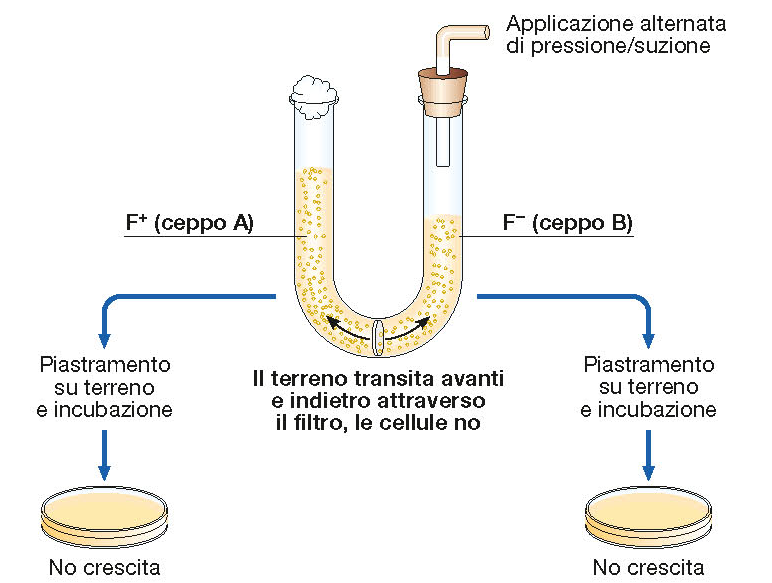 Applicazione alternata
di pressione/suzione
F⁺ (ceppo A)
F⁻ (ceppo B)
Piastramento
su terreno
e incubazione
Il terreno transita avanti
e indietro attraverso
il filtro, le cellule no
Piastramento
su terreno
e incubazione
No crescita
No crescita